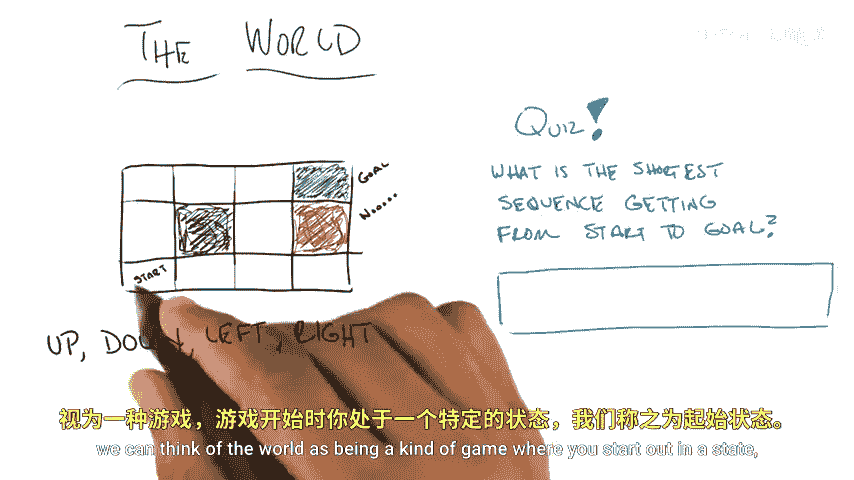 THE WORLD
QUIZ!
WHAT IS THE SHORTEST
SEQUENCE GETTING
FROM START TO GOAL?
GOAL
NO.....
START
UP, DOWN, LEFT, RIGHT
视为一种游戏，游戏开始时你处于一个特定的状态，我们称之为起始状态。
we can think of the world as being a kind of game where you start out in a state,